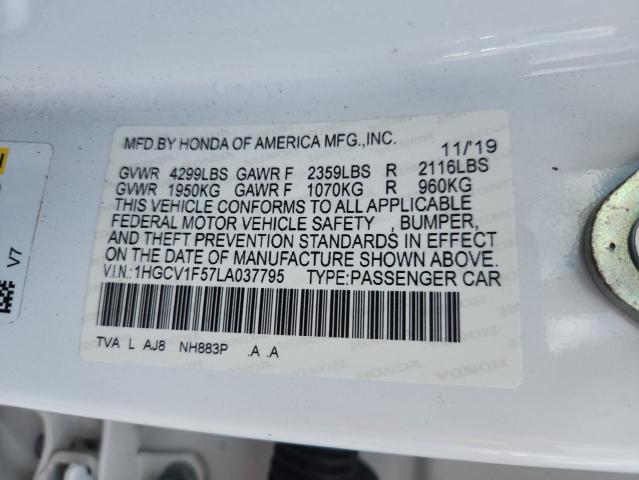 MFD.BY HONDA OF AMERICA MFG.,INC. 11/'19
GVWR 4299LBS GAWR F 2359LBS R 2116LBS
GVWR 1950KG GAWR F 1070KG R 960KG
THIS VEHICLE CONFORMS TO ALL APPLICABLE
FEDERAL MOTOR VEHICLE SAFETY , BUMPER,
AND THEFT PREVENTION STANDARDS IN EFFECT
ON THE DATE OF MANUFACTURE SHOWN ABOVE.
V.I.N.:1HGCV1F57LA037795 TYPE:PASSENGER CAR
TVA L AJ8 NH883P .A .A
V7